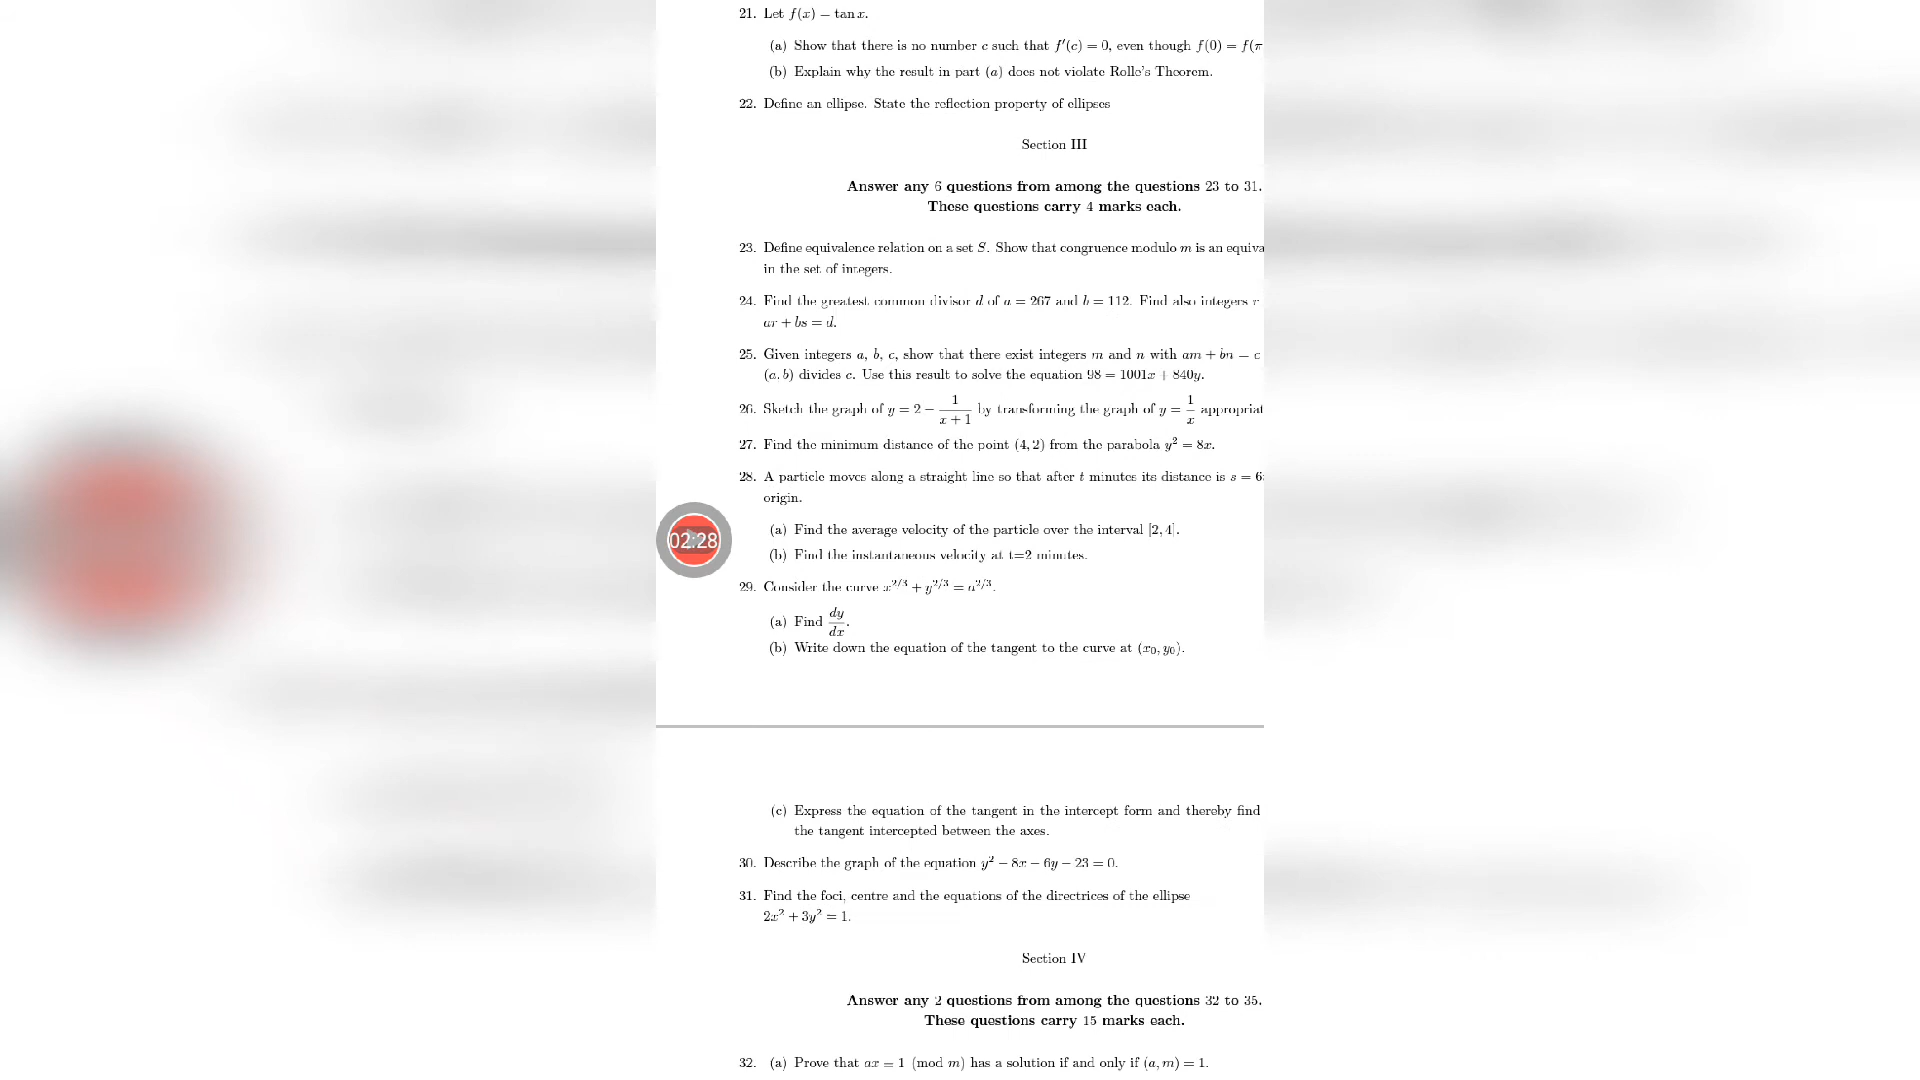 21. Let f(x) = tan x.
(a) Show that there is no number c such that f′(c) = 0, even though f(0) = f(π
(b) Explain why the result in part (a) does not violate Rolle's Theorem.
22. Define an ellipse. State the reflection property of ellipses
Section III
Answer any 6 questions from among the questions 23 to 31.
These questions carry 4 marks each.
23. Define equivalence relation on a set S. Show that congruence modulo m is an equiva
in the set of integers.
24. Find the greatest common divisor d of a = 267 and b = 112. Find also integers r
ar + bs = d.
25. Given integers a, b, c, show that there exist integers m and n with am + bn = c
(a, b) divides c. Use this result to solve the equation 98 = 1001x + 840y.
26. Sketch the graph of y = 2 − 1/(x + 1) by transforming the graph of y = 1/x appropriat
27. Find the minimum distance of the point (4, 2) from the parabola y² = 8x.
28. A particle moves along a straight line so that after t minutes its distance is s = 6
origin.
(a) Find the average velocity of the particle over the interval [2, 4].
02:28
(b) Find the instantaneous velocity at t=2 minutes.
29. Consider the curve x^2/3 + y^2/3 = a^2/3.
(a) Find dy/dx.
(b) Write down the equation of the tangent to the curve at (x₀, y₀).
(c) Express the equation of the tangent in the intercept form and thereby find
the tangent intercepted between the axes.
30. Describe the graph of the equation y² − 8x − 6y − 23 = 0.
31. Find the foci, centre and the equations of the directrices of the ellipse
2x² + 3y² = 1.
Section IV
Answer any 2 questions from among the questions 32 to 35.
These questions carry 15 marks each.
32. (a) Prove that ax ≡ 1 (mod m) has a solution if and only if (a, m) = 1.